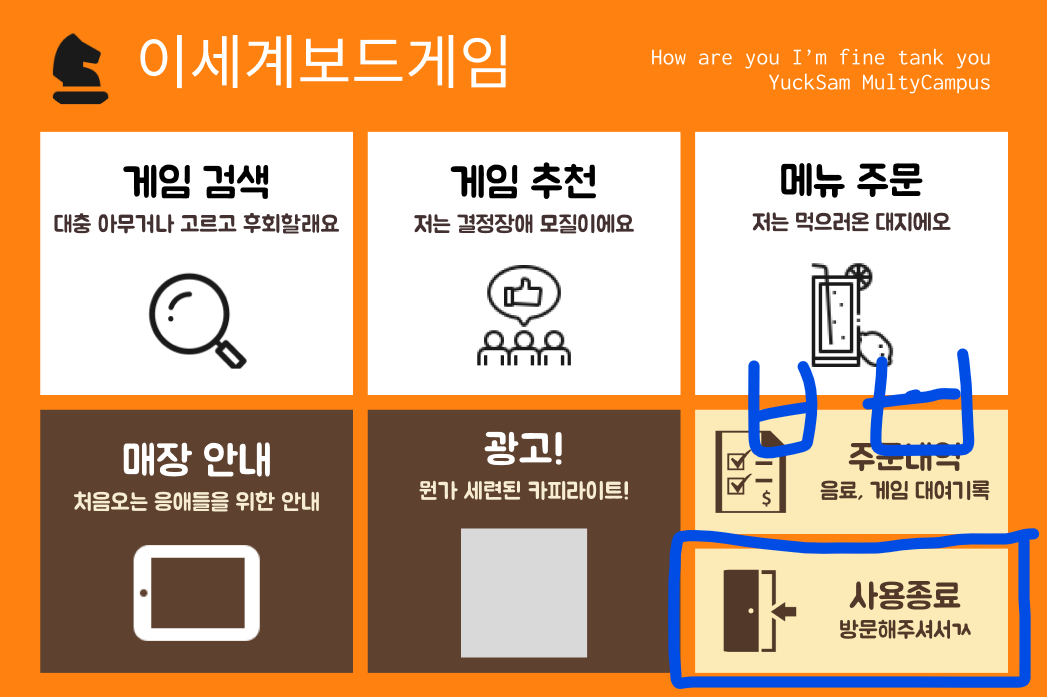 이세계보드게임
How are you I'm fine tank you
YuckSam MultyCampus
게임 검색
대충 아무거나 고르고 후회할래요
게임 추천
저는 결정장애 모질이에요
메뉴 주문
저는 먹으러온 대지에오
ㅂㅂ
매장 안내
처음오는 응애들을 위한 안내
광고!
뭔가 세련된 카피라이트!
주문내역
음료, 게임 대여기록
사용종료
방문해주셔서ㄳ